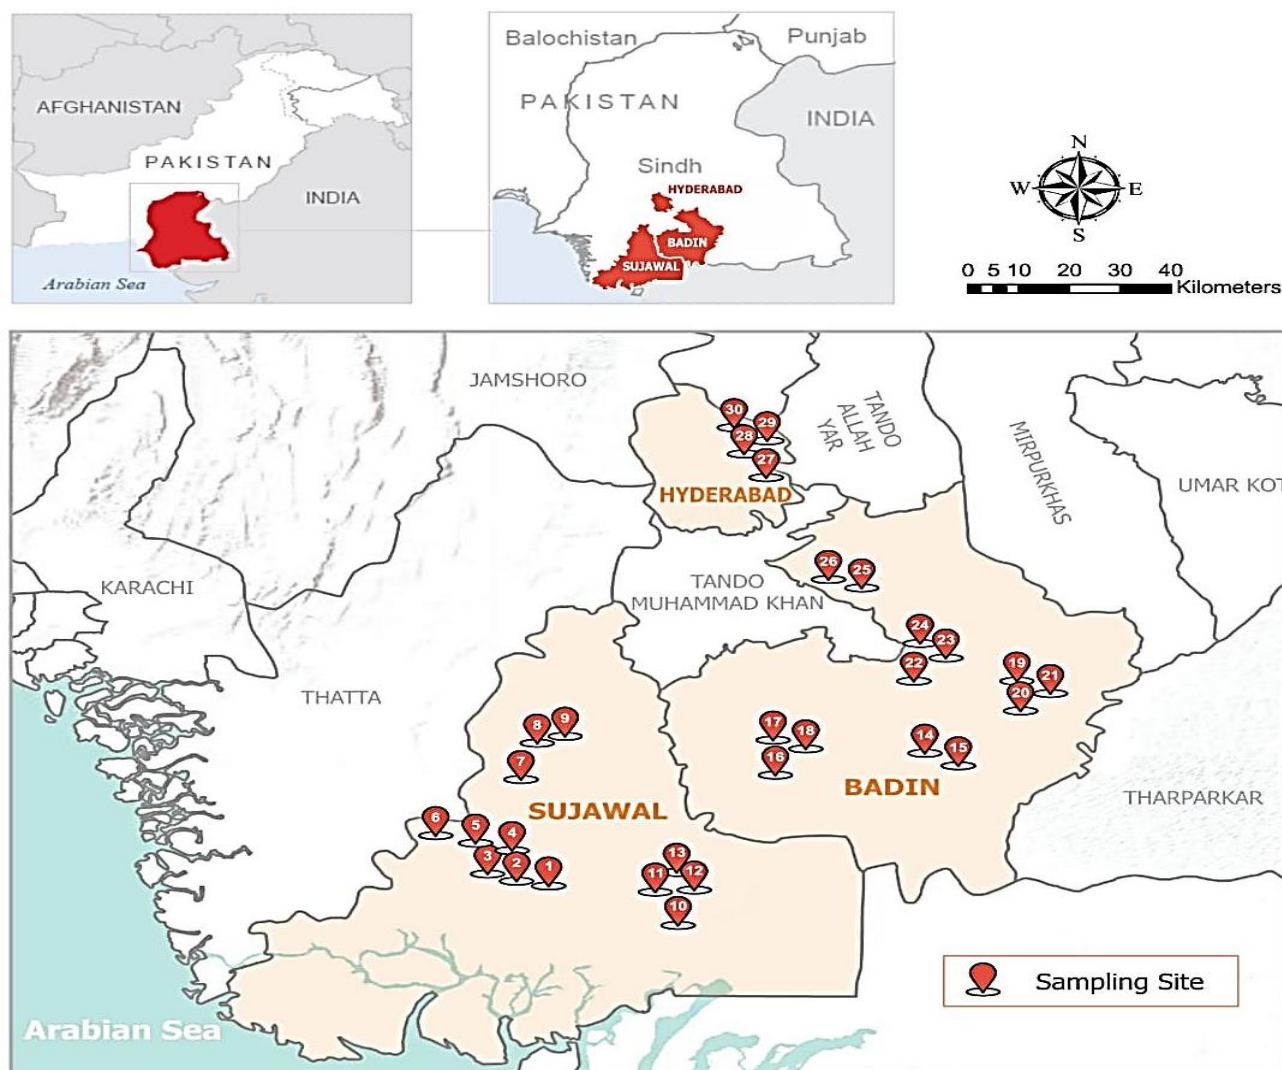 AFGHANISTAN
PAKISTAN
INDIA
Arabian Sea
Balochistan
Punjab
PAKISTAN
INDIA
Sindh
HYDERABAD
BADIN
SUJAWAL
N
W
E
S
0 5 10 20 30 40
Kilometers
JAMSHORO
TANDO
ALLAH
YAR
MIRPURKHAS
UMAR KOT
30
29
28
27
HYDERABAD
KARACHI
TANDO
MUHAMMAD KHAN
26
25
24
23
22
19
21
20
THATTA
8
9
7
17
18
16
14
15
SUJAWAL
BADIN
THARPARKAR
6
5
4
3
2
1
13
11
12
10
Sampling Site
Arabian Sea